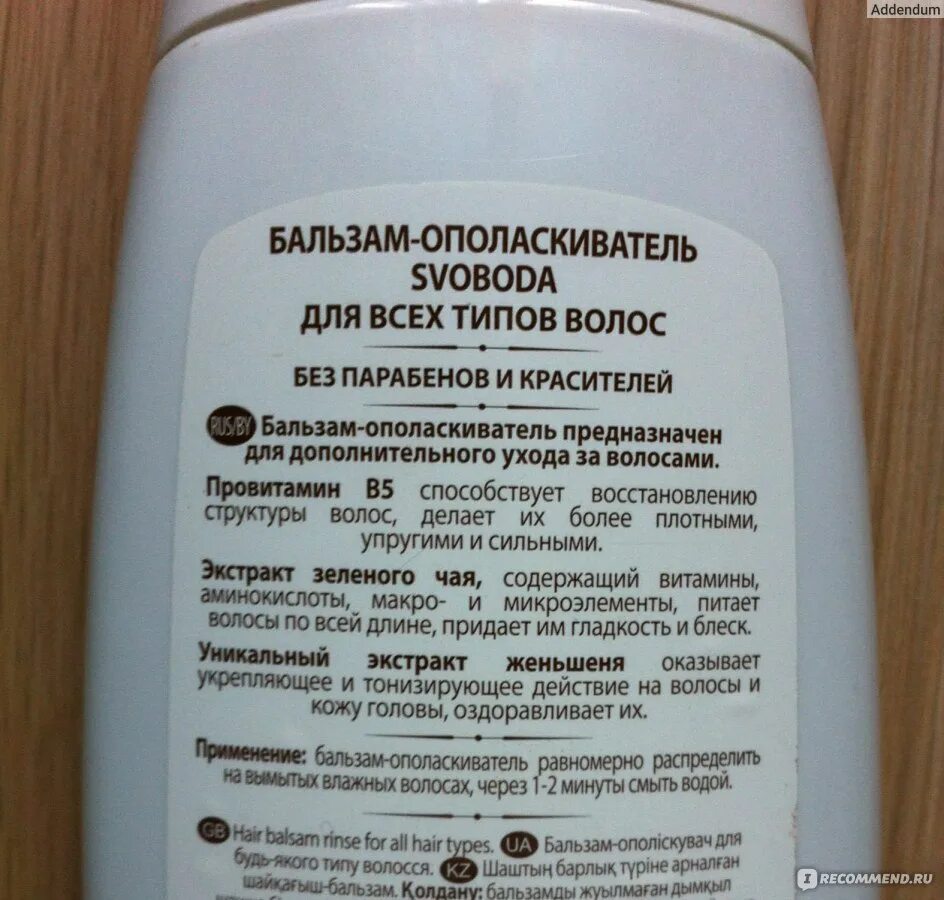 Addendum
БАЛЬЗАМ-ОПОЛАСКИВАТЕЛЬ
SVOBODA
ДЛЯ ВСЕХ ТИПОВ ВОЛОС
БЕЗ ПАРАБЕНОВ И КРАСИТЕЛЕЙ
RUS/BY Бальзам-ополаскиватель предназначен
для дополнительного ухода за волосами.
Провитамин В5 способствует восстановлению
структуры волос, делает их более плотными,
упругими и сильными.
Экстракт зеленого чая, содержащий витамины,
аминокислоты, макро- и микроэлементы, питает
волосы по всей длине, придает им гладкость и блеск.
Уникальный экстракт женьшеня оказывает
укрепляющее и тонизирующее действие на волосы и
кожу головы, оздоравливает их.
Применение: бальзам-ополаскиватель равномерно распределить
на вымытых влажных волосах, через 1-2 минуты смыть водой.
GB Hair balsam rinse for all hair types. UA Бальзам-ополіскувач для
будь-якого типу волосся. KZ Шаштың барлық түріне арналған
шайқағыш-бальзам. Қолдану: бальзамды жуылмаған дымқыл
I RECOMMEND.RU